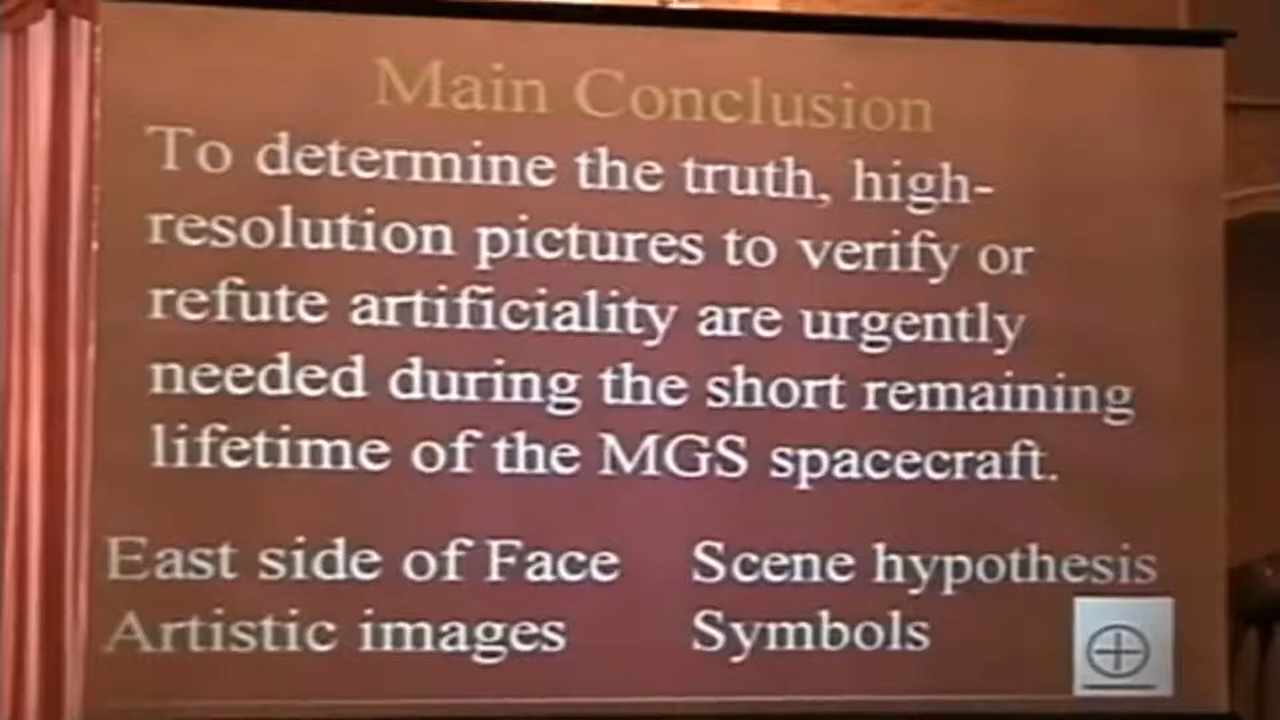 Main Conclusion
To determine the truth, high-
resolution pictures to verify or
refute artificiality are urgently
needed during the short remaining
lifetime of the MGS spacecraft.
East side of Face Scene hypothesis
Artistic images Symbols